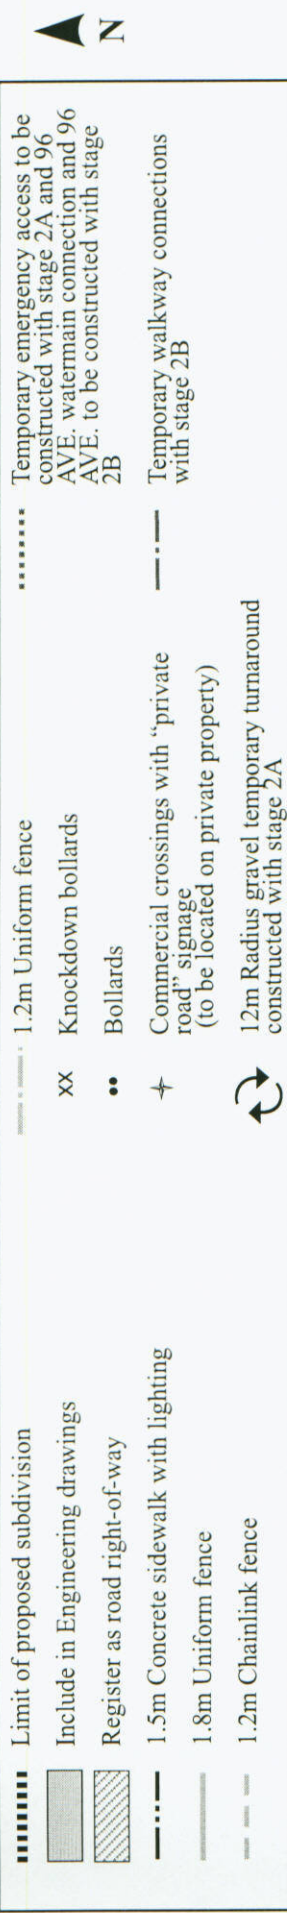 Limit of proposed subdivision
Include in Engineering drawings
Register as road right-of-way
1.5m Concrete sidewalk with lighting
1.8m Uniform fence
1.2m Chainlink fence
1.2m Uniform fence
XX Knockdown bollards
Bollards
Commercial crossings with “private
road” signage
(to be located on private property)
12m Radius gravel temporary turnaround
constructed with stage 2A
Temporary emergency access to be
constructed with stage 2A and 96
AVE. watermain connection and 96
AVE. to be constructed with stage
2B
Temporary walkway connections
with stage 2B
N